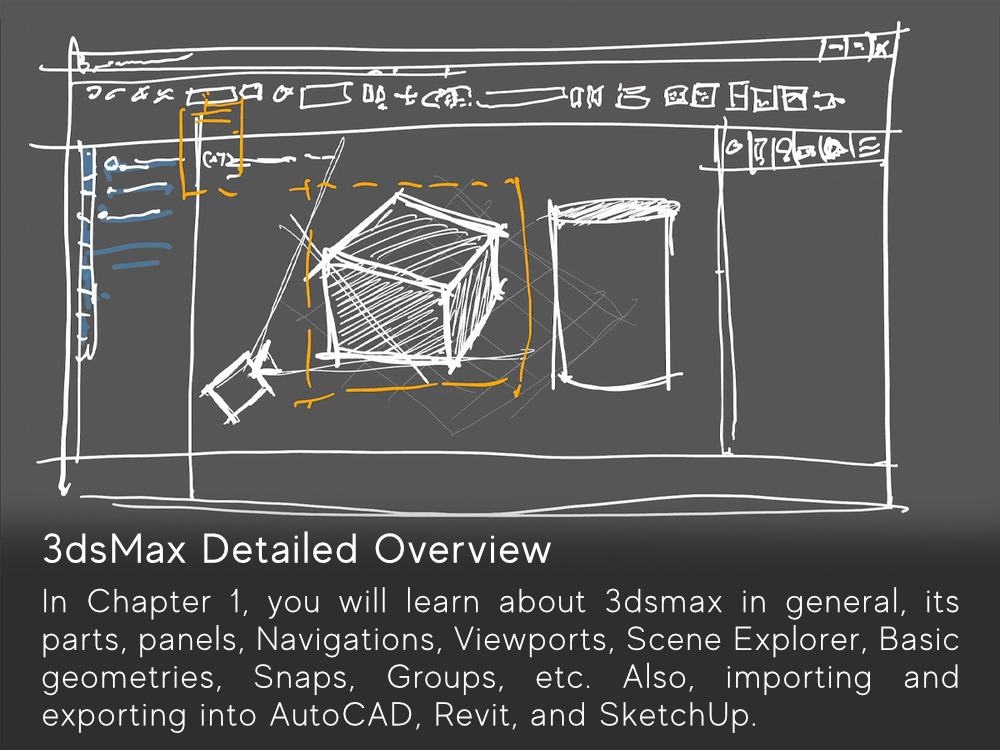 3dsMax Detailed Overview
In Chapter 1, you will learn about 3dsmax in general, its
parts, panels, Navigations, Viewports, Scene Explorer, Basic
geometries, Snaps, Groups, etc. Also, importing and
exporting into AutoCAD, Revit, and SketchUp.